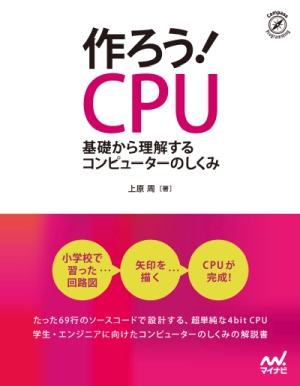 Compass
Programming
作ろう!
CPU
基礎から理解する
コンピューターのしくみ
上原 周 [著]
小学校で
習った…
回路図
矢印を…
描く
CPUが
完成!
たった69行のソースコードで設計する、超単純な4bit CPU
学生・エンジニアに向けたコンピューターのしくみの解説書
マイナビ